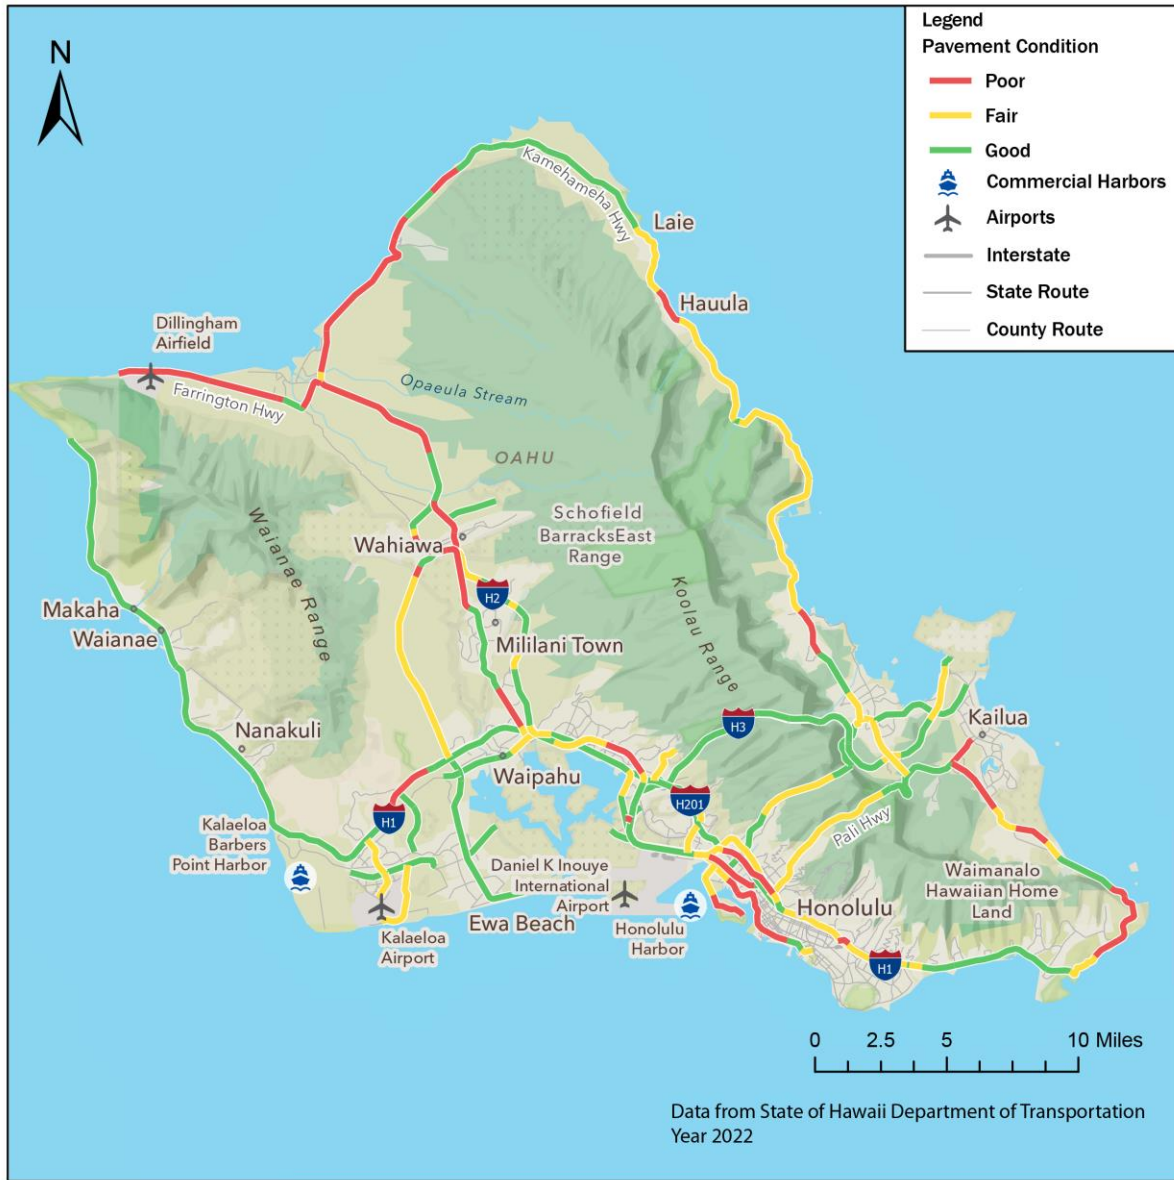 Legend
Pavement Condition
Poor
Fair
Good
Commercial Harbors
Airports
Interstate
State Route
County Route
N
Kamehameha Hwy
Laie
Hauula
Dillingham
Airfield
Farrington Hwy
Opaeula Stream
OAHU
Schofield
BarracksEast
Range
Wahiawa
Waianae Range
H2
Koolau Range
Makaha
Waianae
Mililani Town
H3
Kailua
Nanakuli
Waipahu
H201
H1
Pali Hwy
Kalaeloa
Barbers
Point Harbor
Daniel K Inouye
International
Airport
Waimanalo
Hawaiian Home
Land
Honolulu
Ewa Beach
Honolulu
Harbor
Kalaeloa
Airport
H1
0 2.5 5 10 Miles
Data from State of Hawaii Department of Transportation
Year 2022